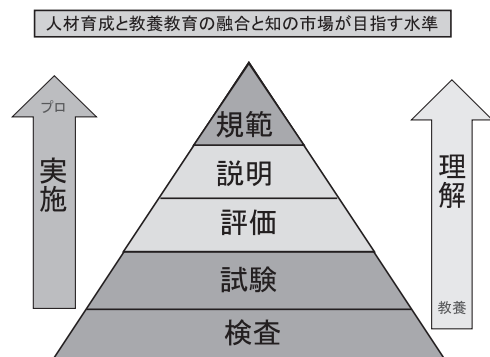 人材育成と教養教育の融合と知の市場が目指す水準
プロ
実施
規範
説明
評価
試験
検査
理解
教養